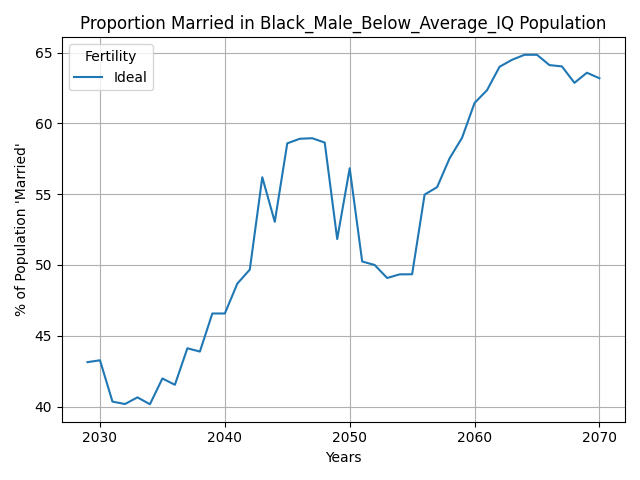 Proportion Married in Black_Male_Below_Average_IQ Population
Fertility
Ideal
% of Population 'Married'
65
60
55
50
45
40
2030 2040 2050 2060 2070
Years